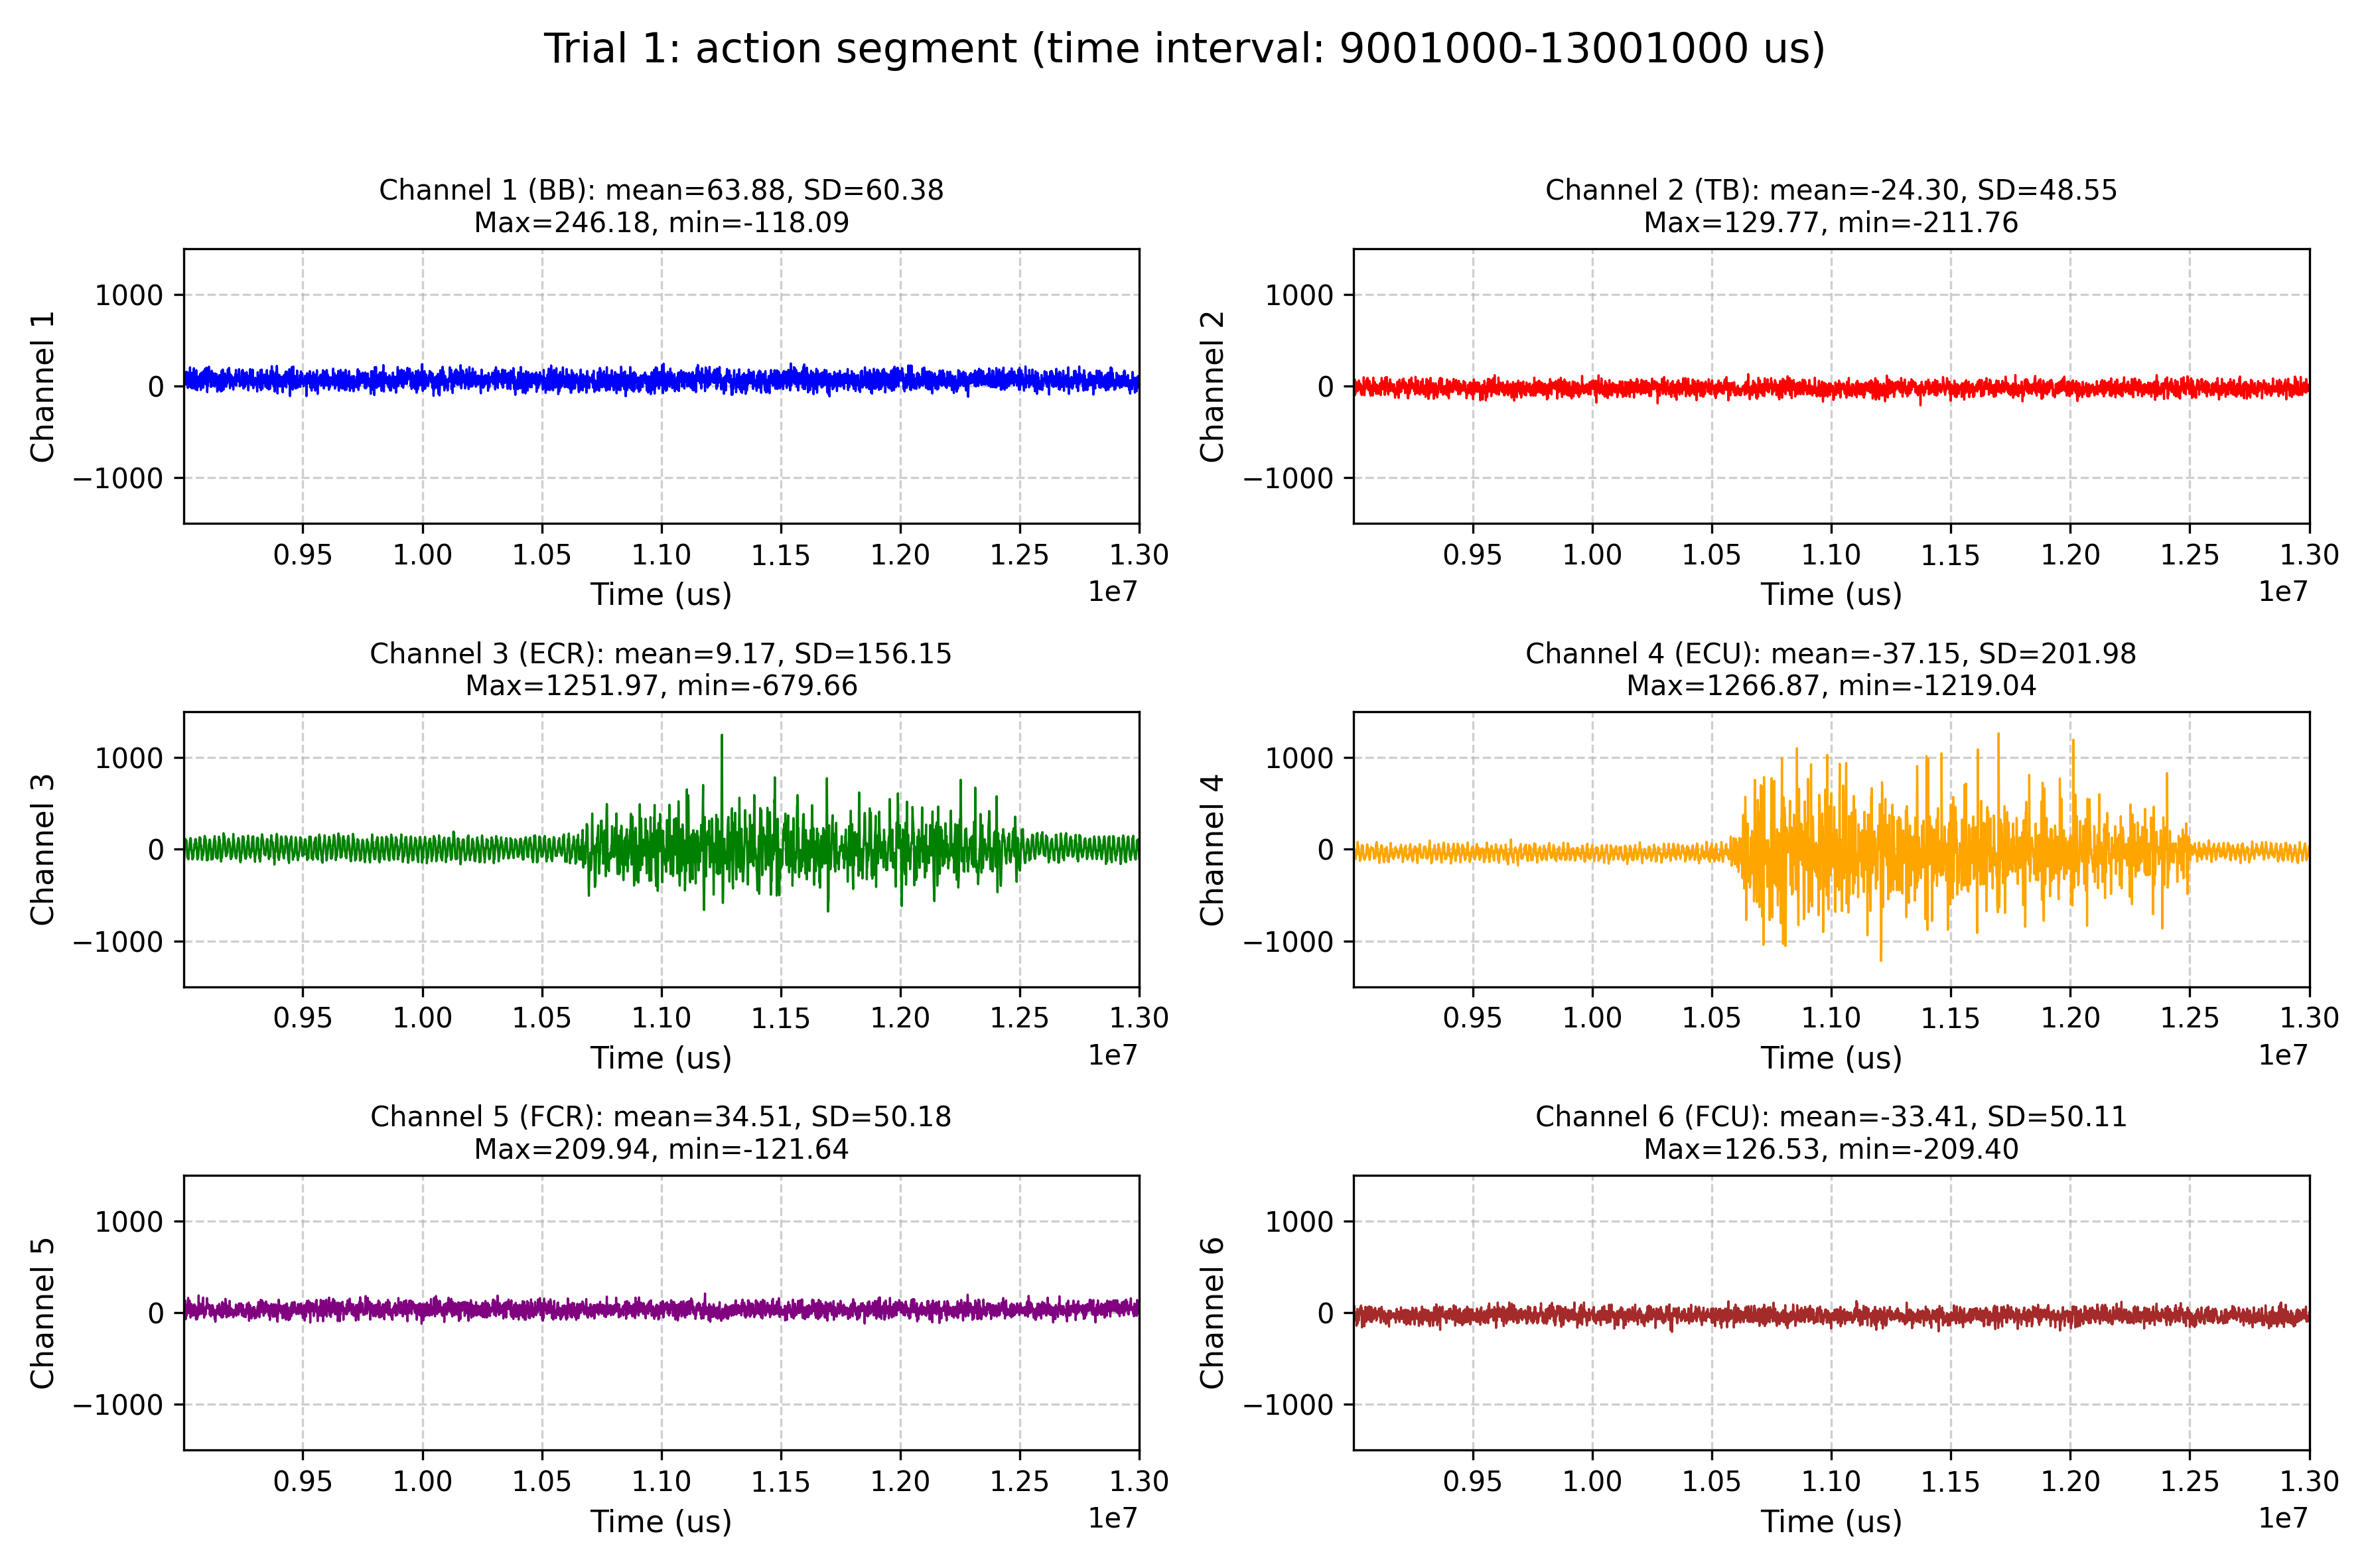 Trial 1: action segment (time interval: 9001000-13001000 us)
Channel 1 (BB): mean=63.88, SD=60.38
Max=246.18, min=-118.09
Channel 1
1000
0
−1000
0.95 1.00 1.05 1.10 1.15 1.20 1.25 1.30
Time (us)
1e7
Channel 2 (TB): mean=-24.30, SD=48.55
Max=129.77, min=-211.76
Channel 2
1000
0
−1000
0.95 1.00 1.05 1.10 1.15 1.20 1.25 1.30
Time (us)
1e7
Channel 3 (ECR): mean=9.17, SD=156.15
Max=1251.97, min=-679.66
Channel 3
1000
0
−1000
0.95 1.00 1.05 1.10 1.15 1.20 1.25 1.30
Time (us)
1e7
Channel 4 (ECU): mean=-37.15, SD=201.98
Max=1266.87, min=-1219.04
Channel 4
1000
0
−1000
0.95 1.00 1.05 1.10 1.15 1.20 1.25 1.30
Time (us)
1e7
Channel 5 (FCR): mean=34.51, SD=50.18
Max=209.94, min=-121.64
Channel 5
1000
0
−1000
0.95 1.00 1.05 1.10 1.15 1.20 1.25 1.30
Time (us)
1e7
Channel 6 (FCU): mean=-33.41, SD=50.11
Max=126.53, min=-209.40
Channel 6
1000
0
−1000
0.95 1.00 1.05 1.10 1.15 1.20 1.25 1.30
Time (us)
1e7